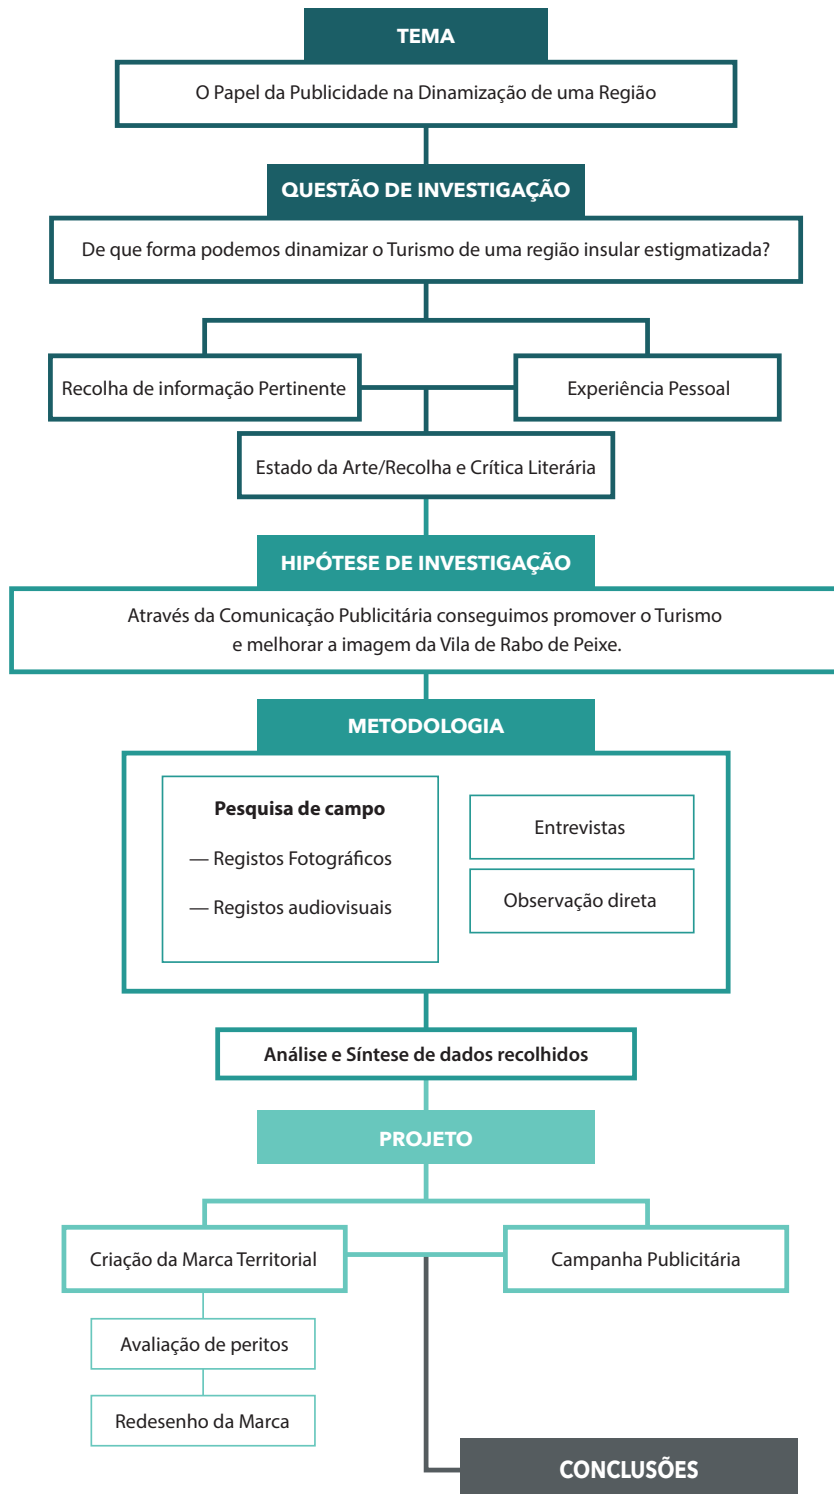 TEMA
O Papel da Publicidade na Dinamização de uma Região
QUESTÃO DE INVESTIGAÇÃO
De que forma podemos dinamizar o Turismo de uma região insular estigmatizada?
Recolha de informação Pertinente
Experiência Pessoal
Estado da Arte/Recolha e Crítica Literária
HIPÓTESE DE INVESTIGAÇÃO
Através da Comunicação Publicitária conseguimos promover o Turismo
e melhorar a imagem da Vila de Rabo de Peixe.
METODOLOGIA
Pesquisa de campo
— Registos Fotográficos
— Registos audiovisuais
Entrevistas
Observação direta
Análise e Síntese de dados recolhidos
PROJETO
Criação da Marca Territorial
Campanha Publicitária
Avaliação de peritos
Redesenho da Marca
CONCLUSÕES